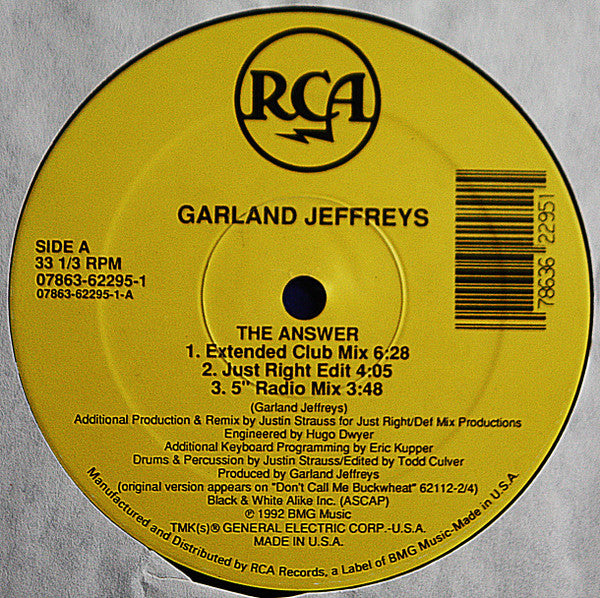 RCA
GARLAND JEFFREYS
SIDE A
33 1/3 RPM
07863-62295-1
07863-62295-1-A
78636 22951
THE ANSWER
1. Extended Club Mix 6:28
2. Just Right Edit 4:05
3. 5" Radio Mix 3:48
(Garland Jeffreys)
Additional Production & Remix by Justin Strauss for Just Right/Def Mix Productions
Engineered by Hugo Dwyer
Additional Keyboard Programming by Eric Kupper
Drums & Percussion by Justin Strauss/Edited by Todd Culver
Produced by Garland Jeffreys
(original version appears on "Don't Call Me Buckwheat" 62112-2/4)
Black & White Alike Inc. (ASCAP)
℗ 1992 BMG Music
TMK(s)® GENERAL ELECTRIC CORP.-U.S.A.
MADE IN U.S.A.
Manufactured and Distributed by RCA Records, a Label of BMG Music-Made in U.S.A.